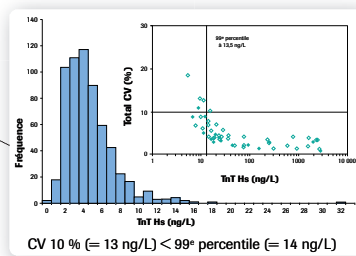 140
120
100
80
60
40
20
0
Fréquence
0 2 4 6 8 10 12 14 16 18 20 22 24 26 28 30 32
TnT Hs (ng/L)
30
20
10
0
Total CV (%)
99e percentile
à 13,5 ng/L
1 10 100 1000 10 000
TnT Hs (ng/L)
CV 10 % (= 13 ng/L) < 99e percentile (= 14 ng/L)